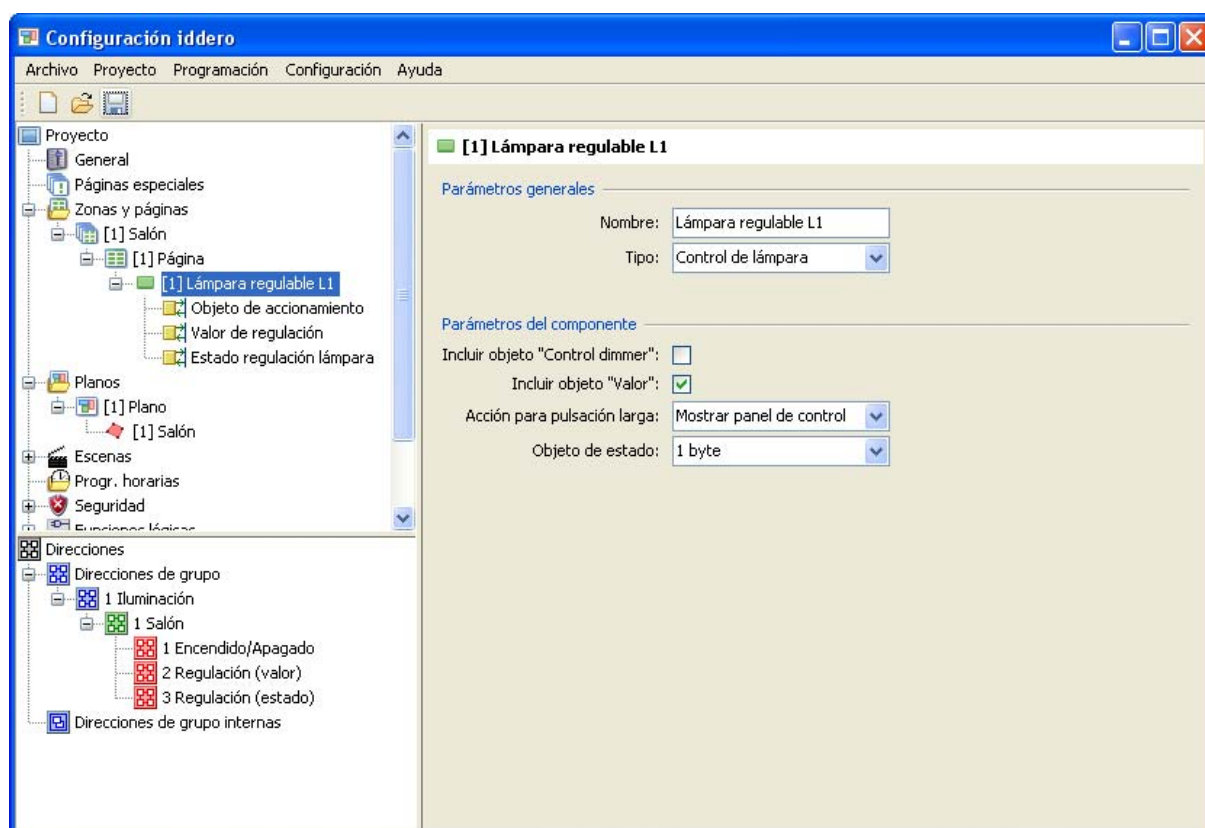 Configuración iddero
Archivo Proyecto Programación Configuración Ayuda
Proyecto
General
Páginas especiales
Zonas y páginas
[1] Salón
[1] Página
[1] Lámpara regulable L1
Objeto de accionamiento
Valor de regulación
Estado regulación lámpara
Planos
[1] Plano
[1] Salón
Escenas
Progr. horarias
Seguridad
Funciones lógicas
Direcciones
Direcciones de grupo
1 Iluminación
1 Salón
1 Encendido/Apagado
2 Regulación (valor)
3 Regulación (estado)
Direcciones de grupo internas
[1] Lámpara regulable L1
Parámetros generales
Nombre: Lámpara regulable L1
Tipo: Control de lámpara
Parámetros del componente
Incluir objeto "Control dimmer":
Incluir objeto "Valor":
Acción para pulsación larga: Mostrar panel de control
Objeto de estado: 1 byte